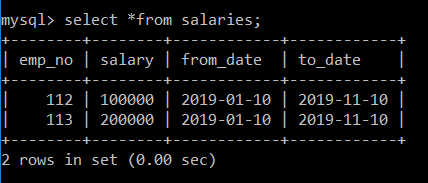 mysql> select *from salaries;
+--------+--------+------------+------------+
| emp_no | salary | from_date  | to_date    |
+--------+--------+------------+------------+
|    112 | 100000 | 2019-01-10 | 2019-11-10 |
|    113 | 200000 | 2019-01-10 | 2019-11-10 |
+--------+--------+------------+------------+
2 rows in set (0.00 sec)